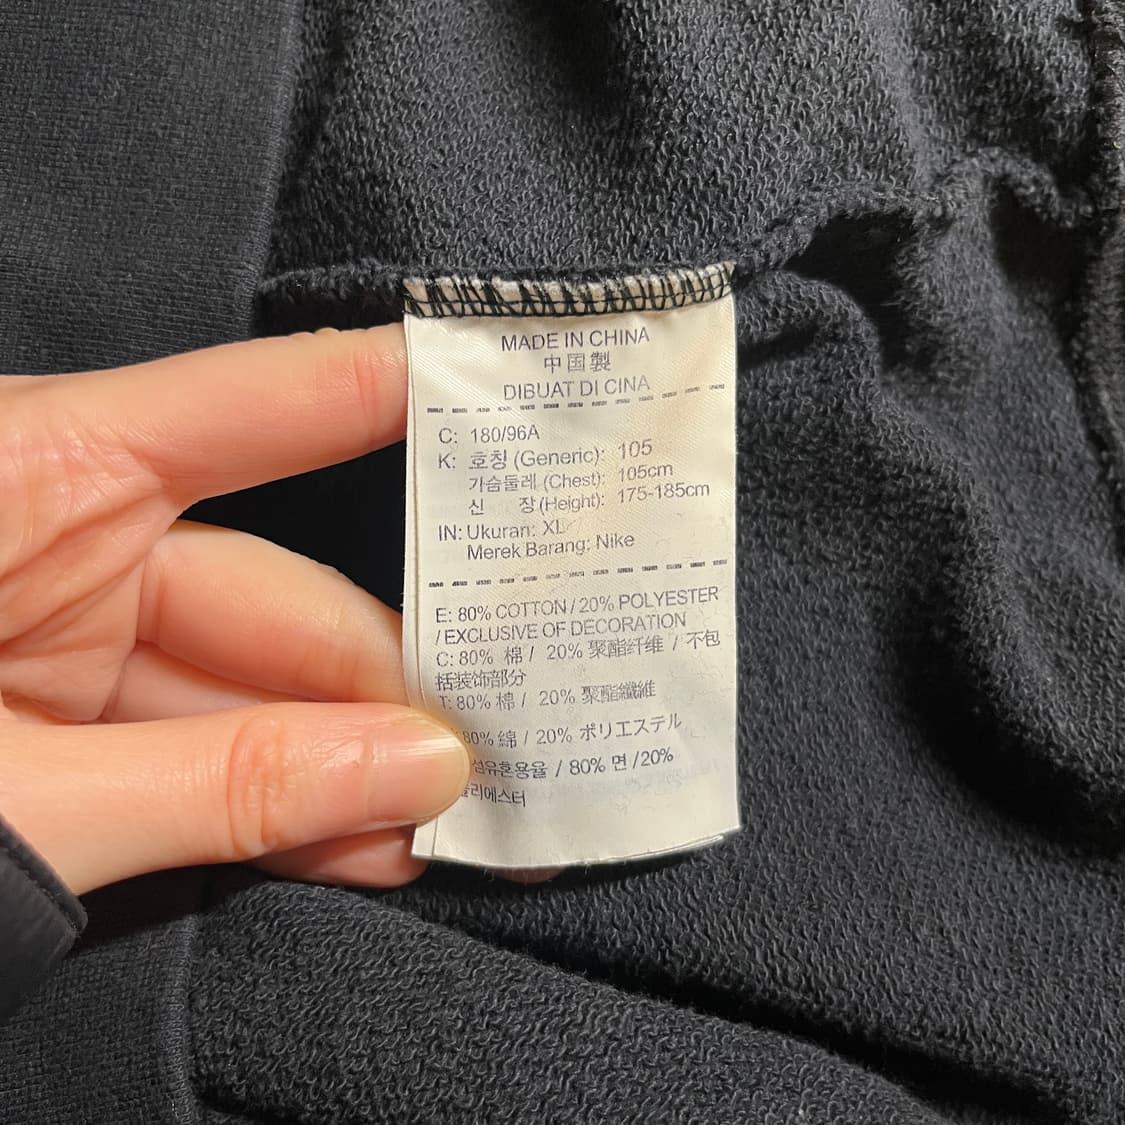 MADE IN CHINA
中国製
DIBUAT DI CINA
C: 180/96A
K: 호칭 (Generic): 105
가슴둘레 (Chest): 105cm
신 장 (Height): 175-185cm
IN: Ukuran: XL
Merek Barang: Nike
E: 80% COTTON / 20% POLYESTER
/ EXCLUSIVE OF DECORATION
C: 80% 棉 / 20% 聚酯纤维 / 不包
括装饰部分
T: 80% 棉 / 20% 聚酯纖維
80% 綿 / 20% ポリエステル
섬유혼용율 / 80% 면 /20%
리에스터